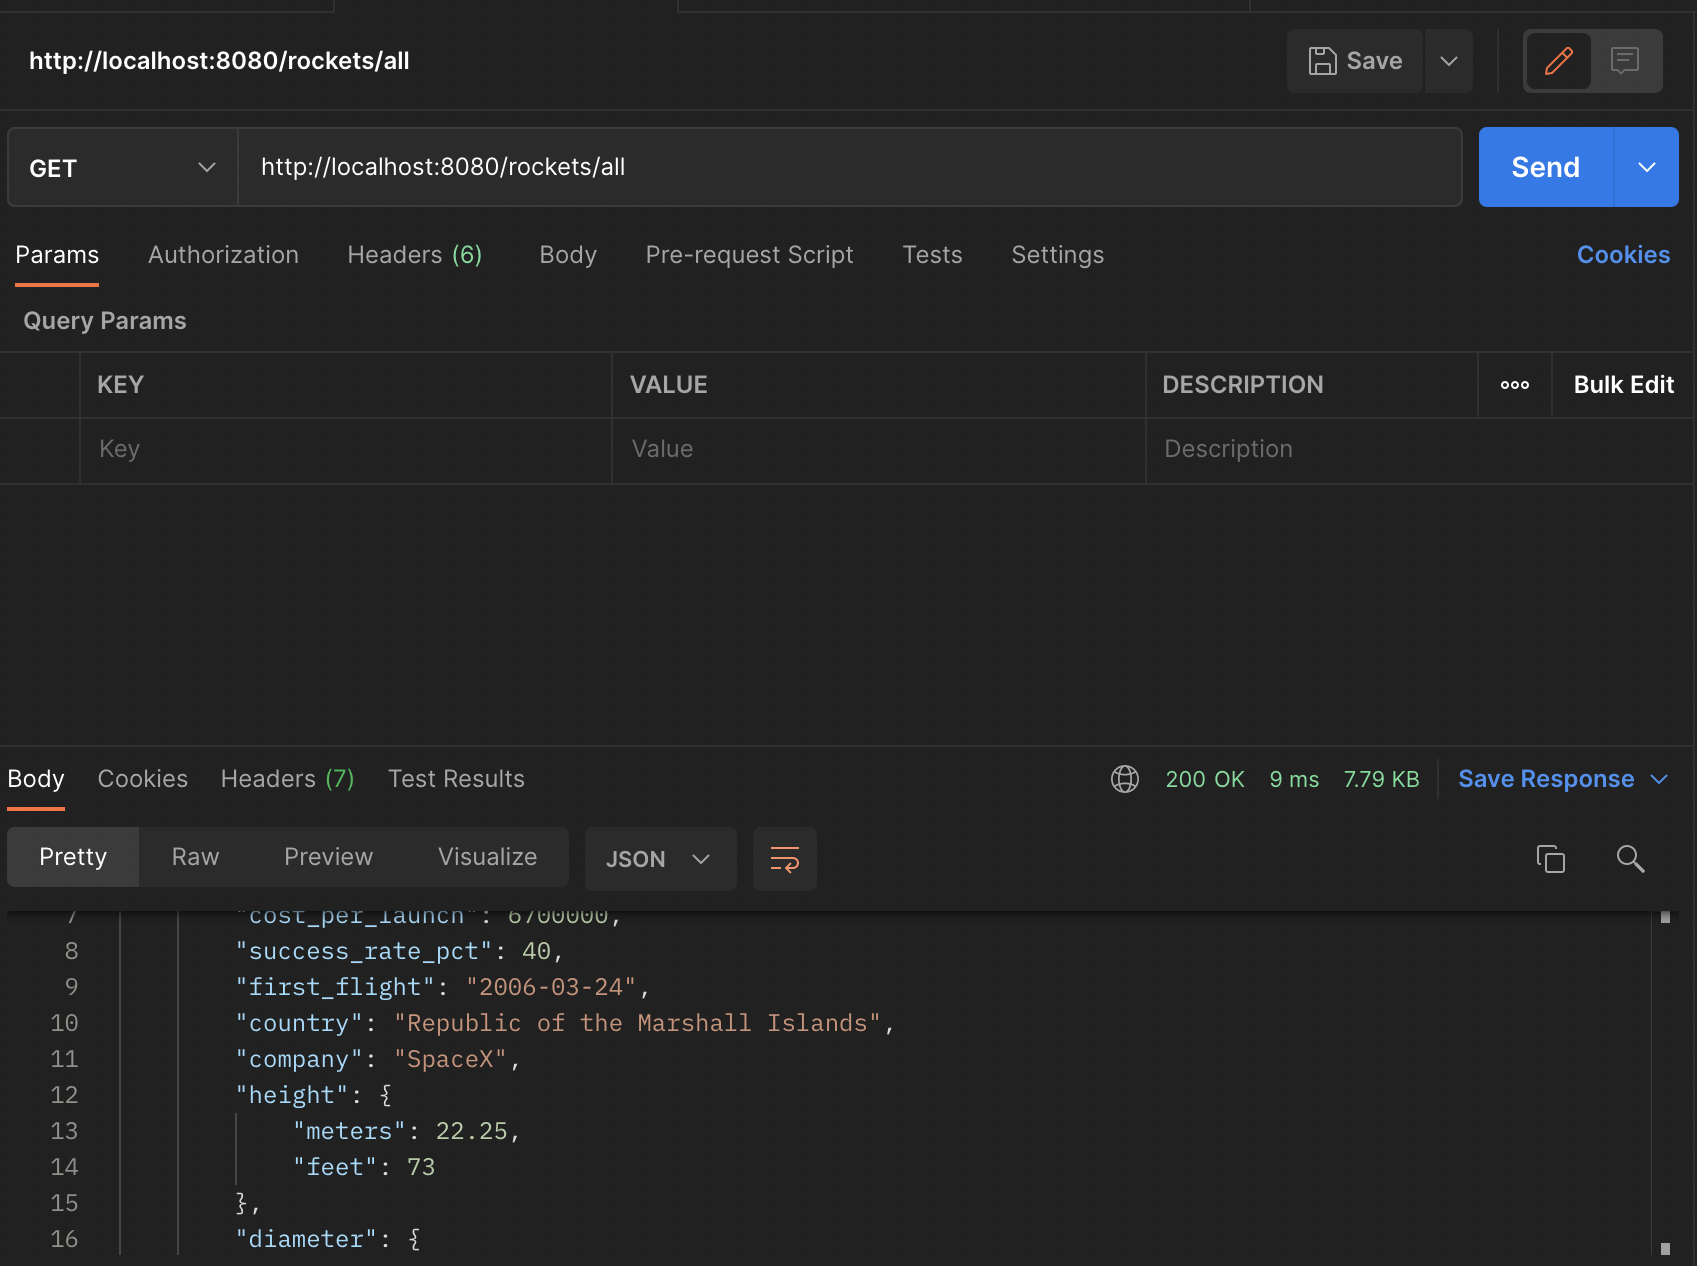 http://localhost:8080/rockets/all
Save
GET
http://localhost:8080/rockets/all
Send
Params Authorization Headers (6) Body Pre-request Script Tests Settings Cookies
Query Params
KEY VALUE DESCRIPTION ooo Bulk Edit
Key Value Description
Body Cookies Headers (7) Test Results 200 OK 9 ms 7.79 KB Save Response
Pretty Raw Preview Visualize JSON
7 "cost_per_launch": 6700000,
8 "success_rate_pct": 40,
9 "first_flight": "2006-03-24",
10 "country": "Republic of the Marshall Islands",
11 "company": "SpaceX",
12 "height": {
13 "meters": 22.25,
14 "feet": 73
15 },
16 "diameter": {